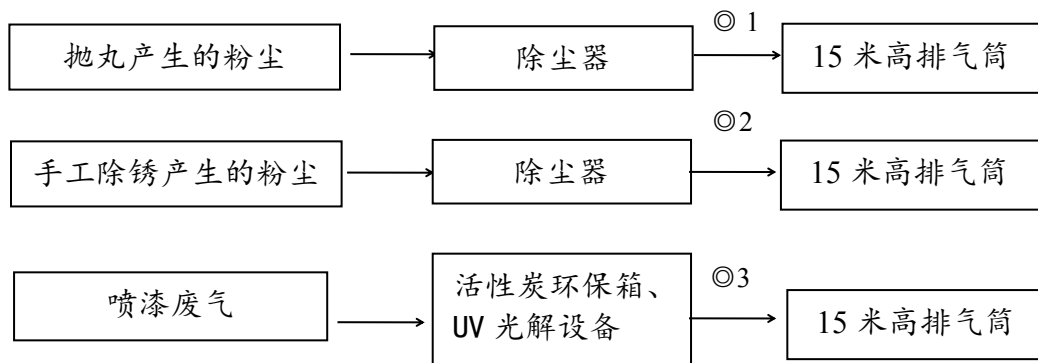 ◎ 1
抛丸产生的粉尘 除尘器 15 米高排气筒
◎2
手工除锈产生的粉尘 除尘器 15 米高排气筒
◎3
喷漆废气 活性炭环保箱、
UV 光解设备 15 米高排气筒